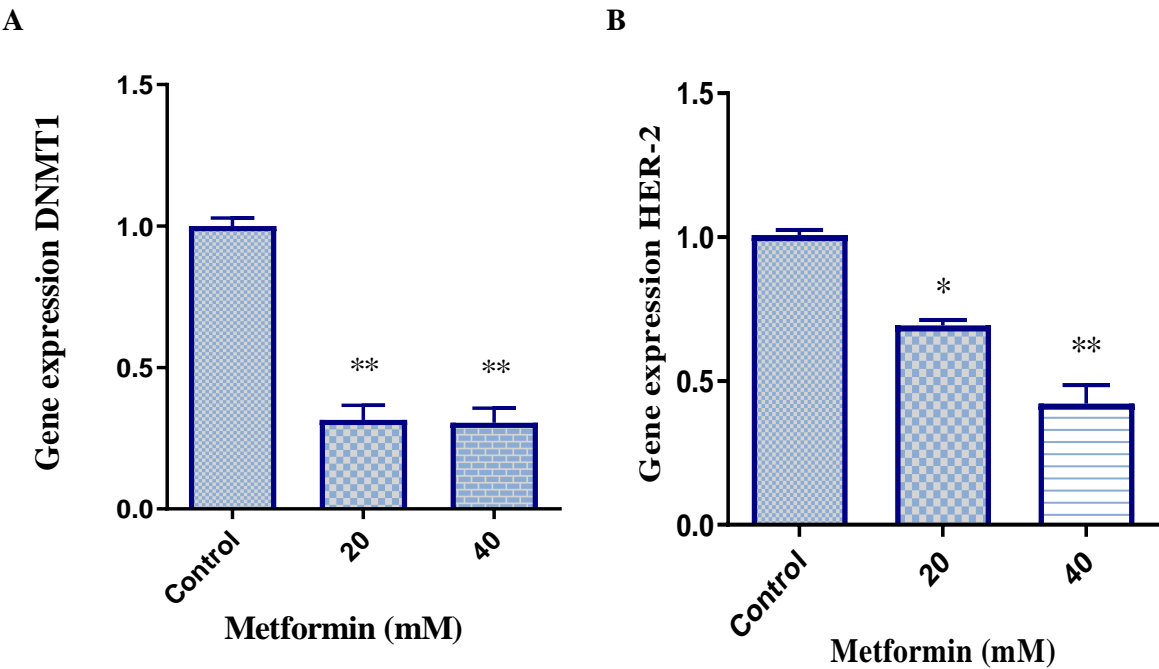 A
Gene expression DNMT1
1.5
1.0
0.5
0.0
**
**
Control
20
40
Metformin (mM)
B
Gene expression HER-2
1.5
1.0
0.5
0.0
*
**
Control
20
40
Metformin (mM)